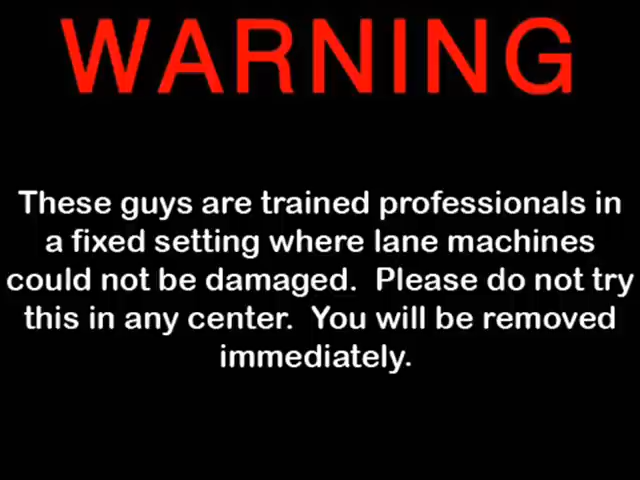 WARNING
These guys are trained professionals in
a fixed setting where lane machines
could not be damaged.  Please do not try
this in any center.  You will be removed
immediately.